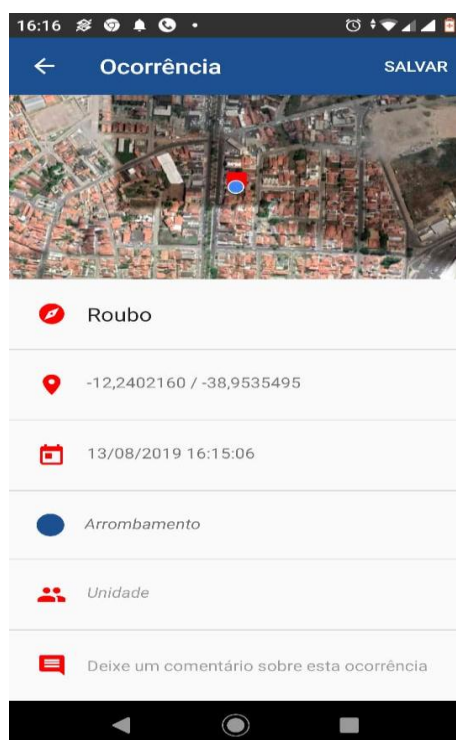 16:16
Ocorrência SALVAR
Roubo
-12,2402160 / -38,9535495
13/08/2019 16:15:06
Arrombamento
Unidade
Deixe um comentário sobre esta ocorrência